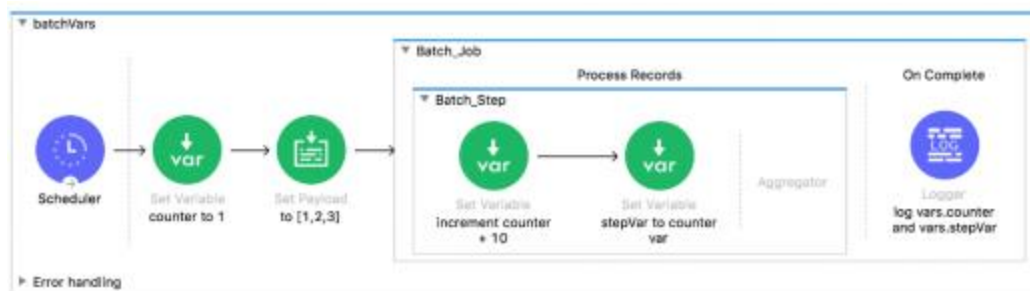 batchVars
Batch_Job
Process Records
On Complete
Batch_Step
var
var
var
LOG
Scheduler
Set Variable
counter to 1
Set Payload
to [1,2,3]
Set Variable
increment counter
+ 10
Set Variable
stepVar to counter
var
Aggregator
Logger
log vars.counter
and vars.stepVar
Error handling